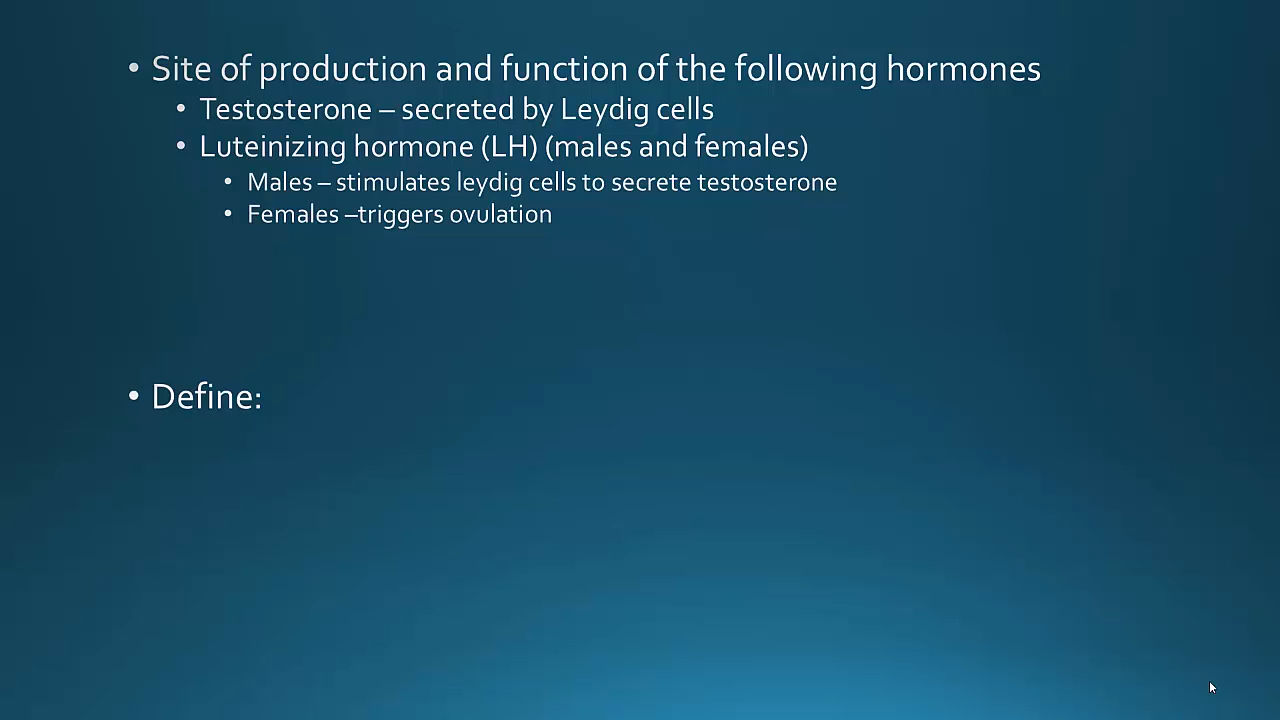 • Site of production and function of the following hormones
• Testosterone – secreted by Leydig cells
• Luteinizing hormone (LH) (males and females)
• Males – stimulates leydig cells to secrete testosterone
• Females –triggers ovulation
• Define: